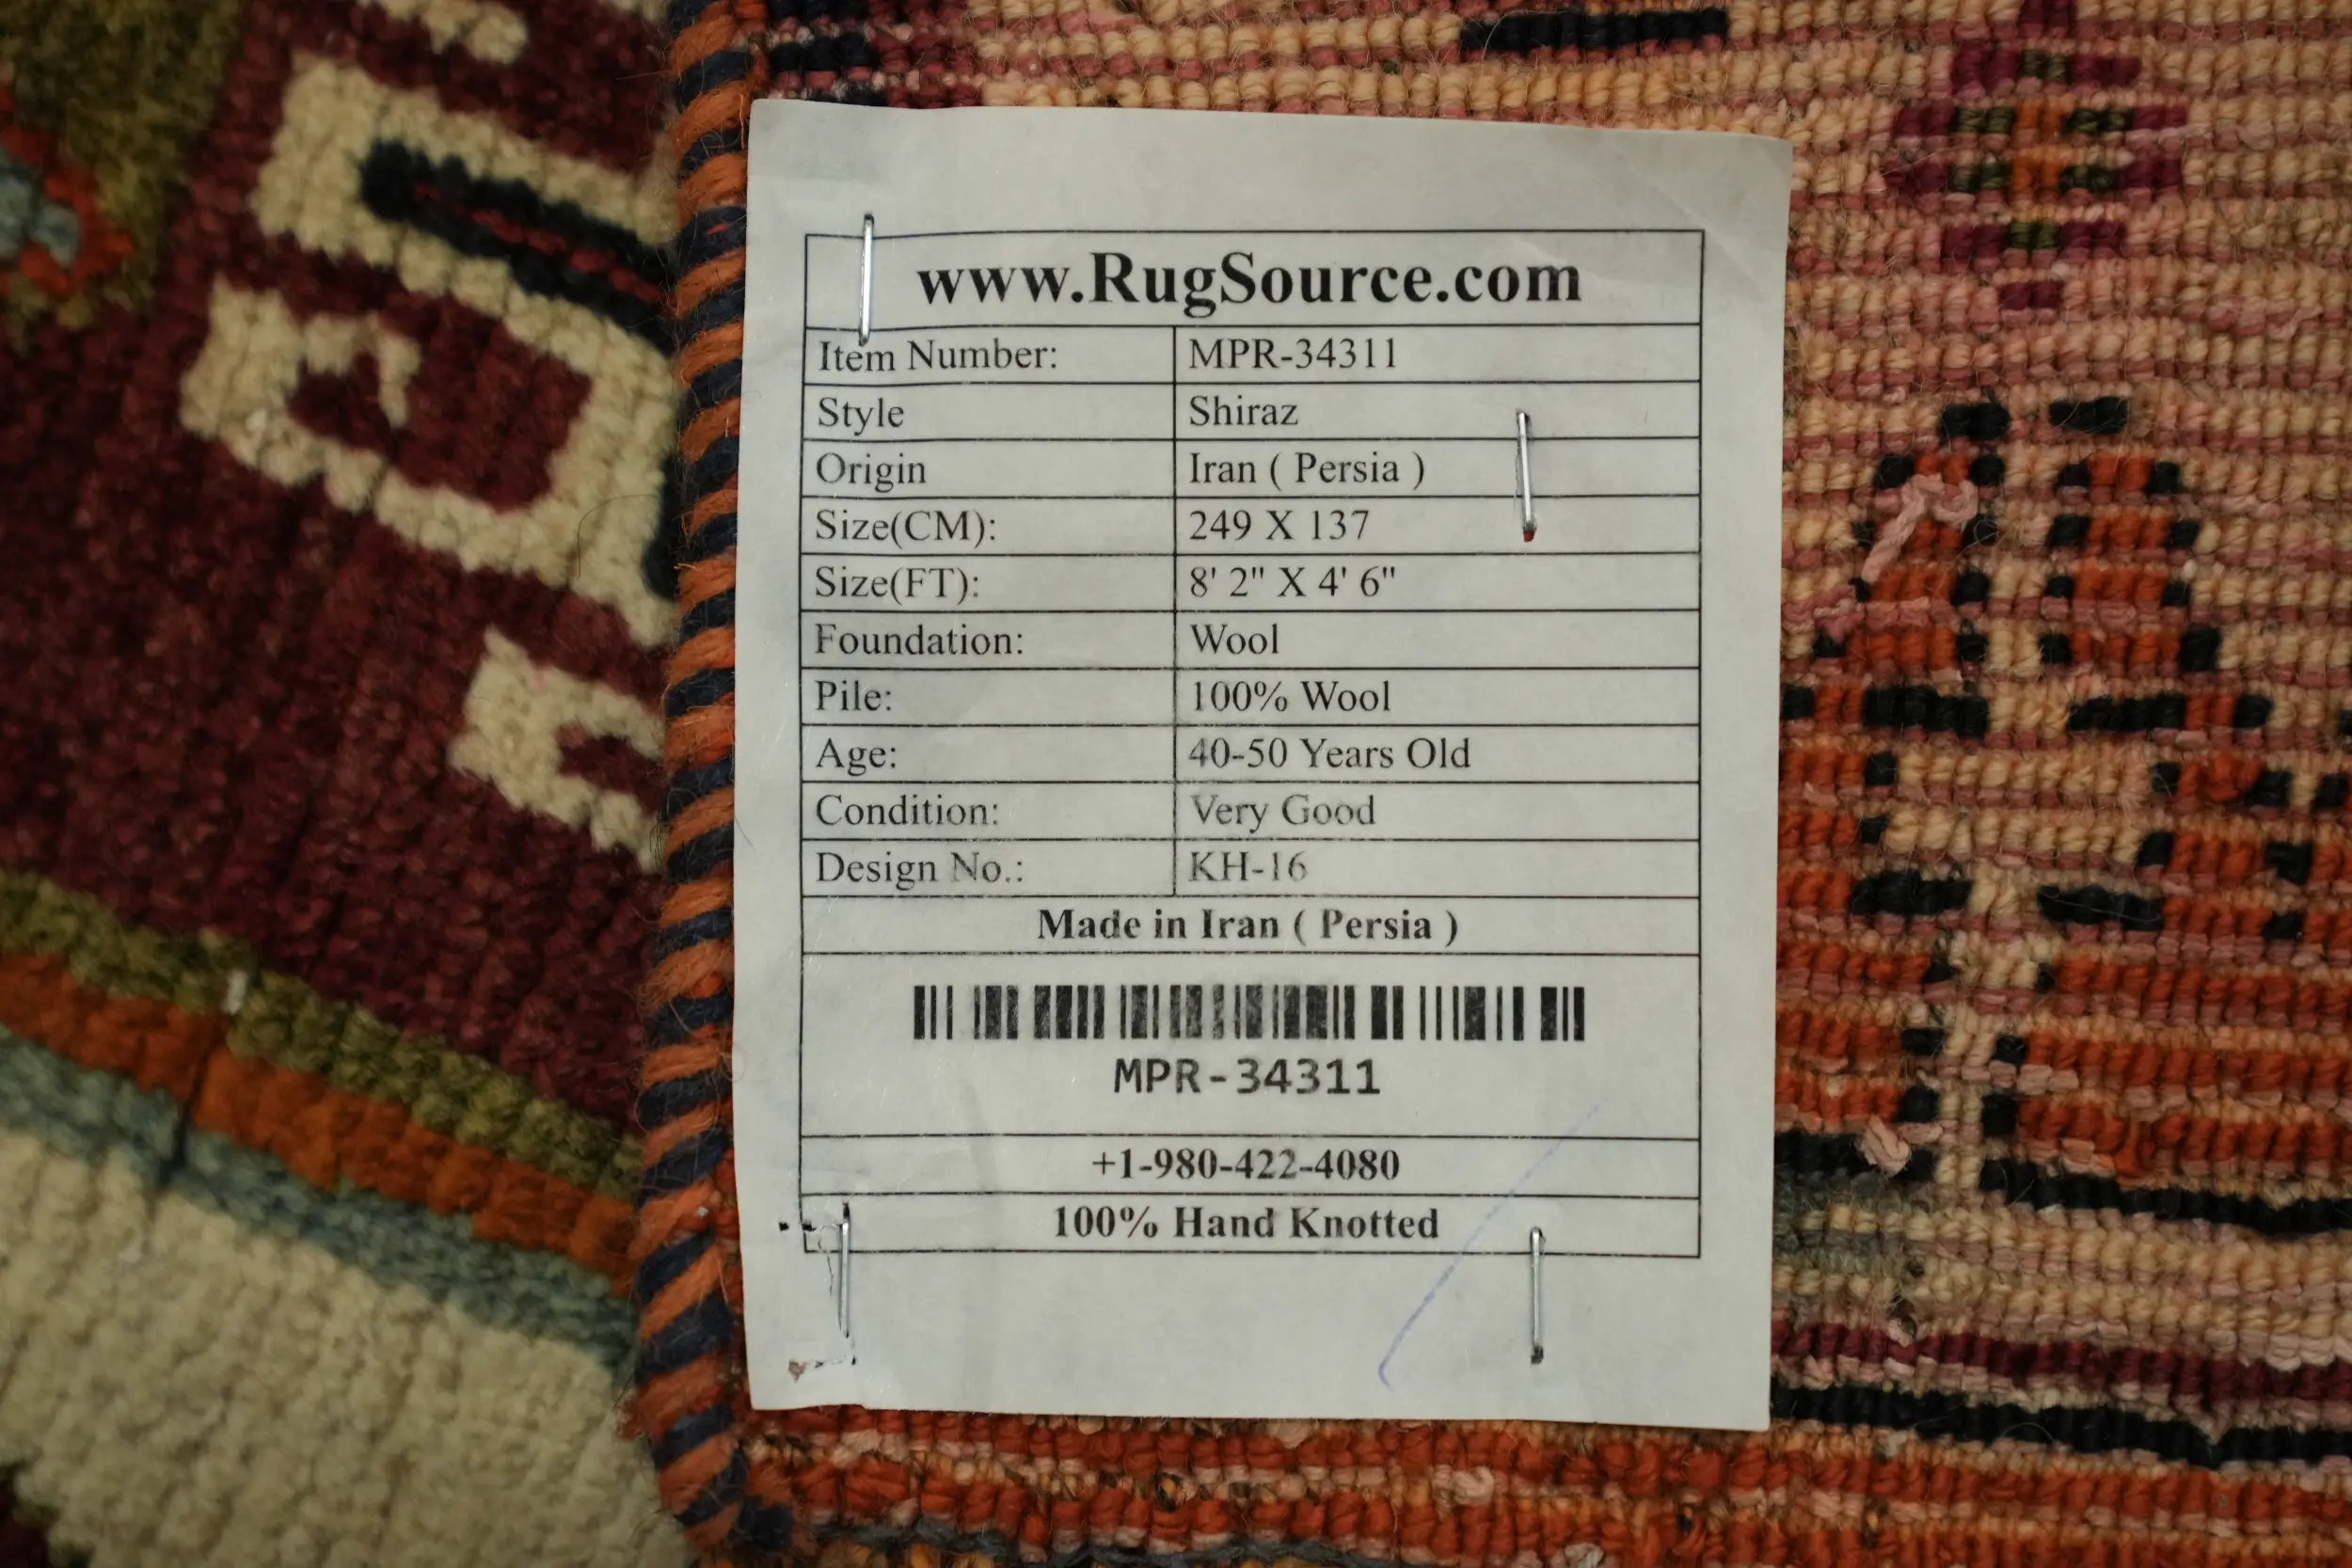 www.RugSource.com
Item Number: MPR-34311
Style Shiraz
Origin Iran ( Persia )
Size(CM): 249 X 137
Size(FT): 8' 2" X 4' 6"
Foundation: Wool
Pile: 100% Wool
Age: 40-50 Years Old
Condition: Very Good
Design No.: KH-16
Made in Iran ( Persia )
MPR-34311
+1-980-422-4080
100% Hand Knotted